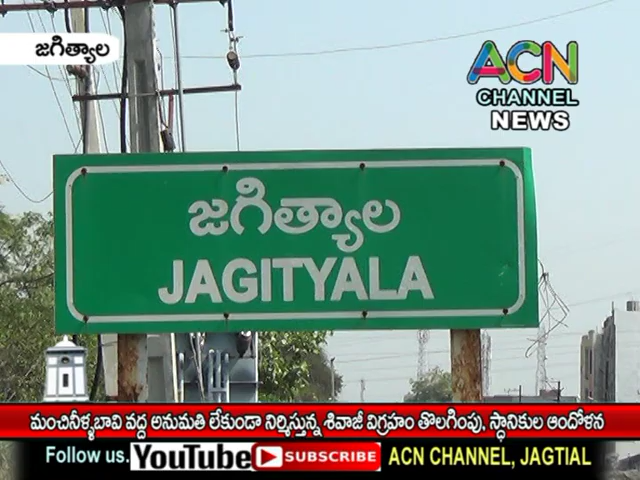 జగిత్యాల
ACN
CHANNEL
NEWS
జగిత్యాల
JAGITYALA
మంచినీళ్ళబావి వద్ద అనుమతి లేకుండా నిర్మిస్తున్న శివాజీ విగ్రహం తొలగింపు, స్థానికుల ఆందోళన
Follow us. YouTube SUBSCRIBE ACN CHANNEL, JAGTIAL